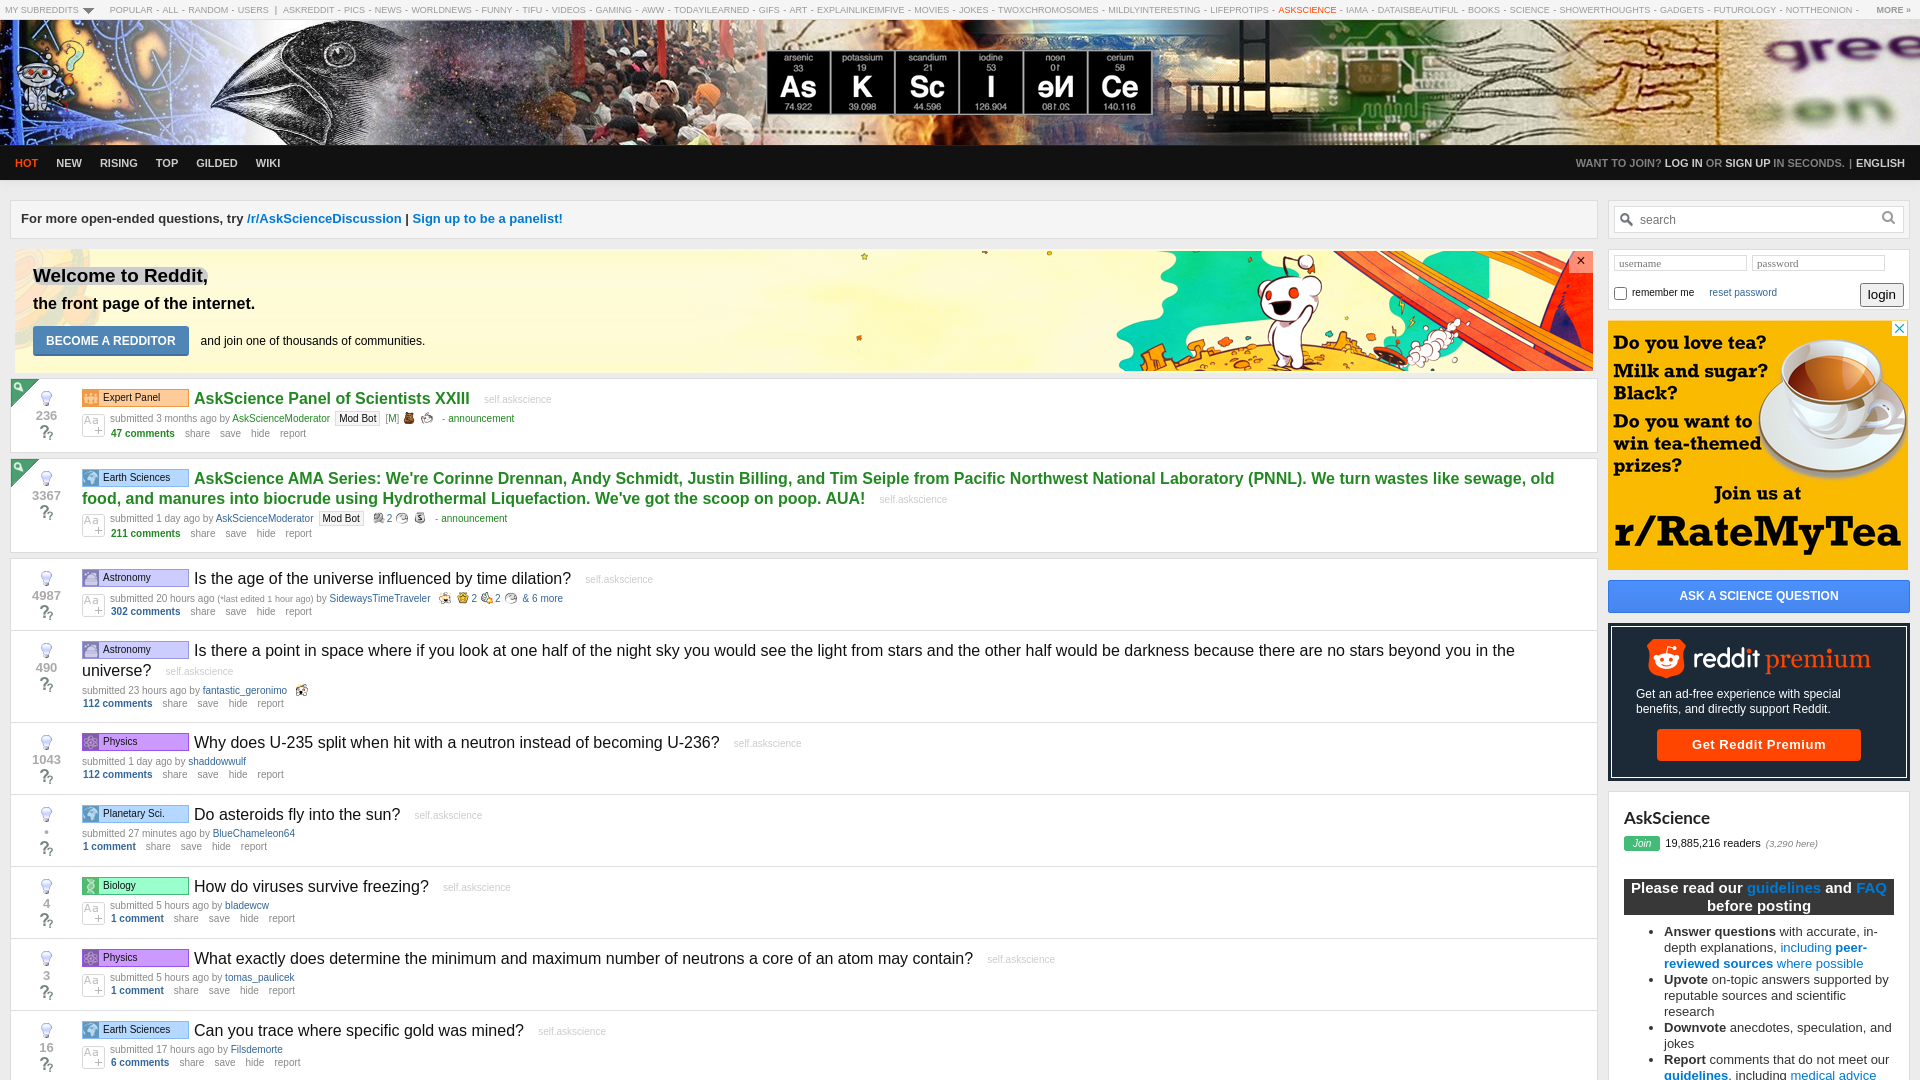 MY SUBREDDITS POPULAR - ALL - RANDOM - USERS | ASKREDDIT - PICS - NEWS - WORLDNEWS - FUNNY - TIFU - VIDEOS - GAMING - AWW - TODAYILEARNED - GIFS - ART - EXPLAINLIKEIMFIVE - MOVIES - JOKES - TWOXCHROMOSOMES - MILDLYINTERESTING - LIFEPROTIPS - ASKSCIENCE - IAMA - DATAISBEAUTIFUL - BOOKS - SCIENCE - SHOWERTHOUGHTS - GADGETS - FUTUROLOGY - NOTTHEONION - MORE »
arsenic potassium scandium iodine neon cerium
33 19 21 53 10 58
As K Sc I Ne Ce
74.922 39.098 44.596 126.904 20.180 140.116
gree
en
HOT NEW RISING TOP GILDED WIKI
WANT TO JOIN? LOG IN OR SIGN UP IN SECONDS. | ENGLISH
For more open-ended questions, try /r/AskScienceDiscussion | Sign up to be a panelist!
Welcome to Reddit,
the front page of the internet.
BECOME A REDDITOR and join one of thousands of communities.
×
236
Expert Panel AskScience Panel of Scientists XXIII self.askscience
submitted 3 months ago by AskScienceModerator Mod Bot [M] - announcement
47 comments share save hide report
3367
Earth Sciences AskScience AMA Series: We're Corinne Drennan, Andy Schmidt, Justin Billing, and Tim Seiple from Pacific Northwest National Laboratory (PNNL). We turn wastes like sewage, old
food, and manures into biocrude using Hydrothermal Liquefaction. We've got the scoop on poop. AUA! self.askscience
submitted 1 day ago by AskScienceModerator Mod Bot 2 - announcement
211 comments share save hide report
4987
Astronomy Is the age of the universe influenced by time dilation? self.askscience
submitted 20 hours ago (*last edited 1 hour ago) by SidewaysTimeTraveler 2 2 & 6 more
302 comments share save hide report
490
Astronomy Is there a point in space where if you look at one half of the night sky you would see the light from stars and the other half would be darkness because there are no stars beyond you in the
universe? self.askscience
submitted 23 hours ago by fantastic_geronimo
112 comments share save hide report
1043
Physics Why does U-235 split when hit with a neutron instead of becoming U-236? self.askscience
submitted 1 day ago by shaddowwulf
112 comments share save hide report
•
Planetary Sci. Do asteroids fly into the sun? self.askscience
submitted 27 minutes ago by BlueChameleon64
1 comment share save hide report
4
Biology How do viruses survive freezing? self.askscience
submitted 5 hours ago by bladewcw
1 comment share save hide report
3
Physics What exactly does determine the minimum and maximum number of neutrons a core of an atom may contain? self.askscience
submitted 5 hours ago by tomas_paulicek
1 comment share save hide report
16
Earth Sciences Can you trace where specific gold was mined? self.askscience
submitted 17 hours ago by Filsdemorte
6 comments share save hide report
search
username password
remember me reset password login
Do you love tea?
Milk and sugar?
Black?
Do you want to
win tea-themed
prizes?
Join us at
r/RateMyTea
ASK A SCIENCE QUESTION
reddit premium
Get an ad-free experience with special
benefits, and directly support Reddit.
Get Reddit Premium
AskScience
Join 19,885,216 readers (3,290 here)
Please read our guidelines and FAQ
before posting
• Answer questions with accurate, in-
depth explanations, including peer-
reviewed sources where possible
• Upvote on-topic answers supported by
reputable sources and scientific
research
• Downvote anecdotes, speculation, and
jokes
• Report comments that do not meet our
guidelines, including medical advice